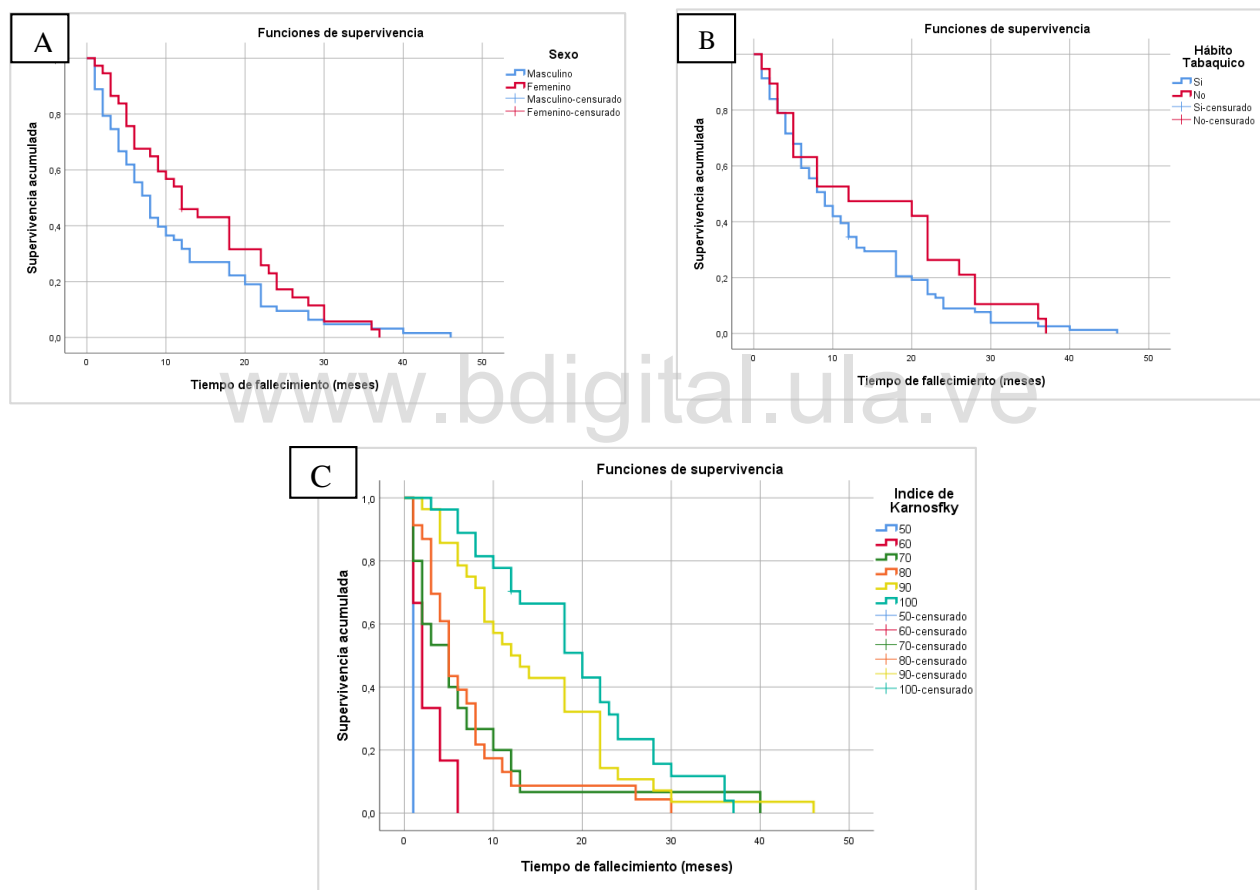 A
Funciones de supervivencia
Sexo
Masculino
Femenino
Masculino-censurado
Femenino-censurado
Supervivencia acumulada
1,0
0,8
0,6
0,4
0,2
0,0
0
10
20
30
40
50
Tiempo de fallecimiento (meses)
B
Funciones de supervivencia
Hábito
Tabaquico
Si
No
Si-censurado
No-censurado
Supervivencia acumulada
0,8
0,6
0,4
0,2
0,0
0
10
20
30
40
50
Tiempo de fallecimiento (meses)
www.bdigital.ula.ve
C
Funciones de supervivencia
Indice de
Karnosfky
50
60
70
80
90
100
50-censurado
60-censurado
70-censurado
80-censurado
90-censurado
100-censurado
Supervivencia acumulada
1,0
0,8
0,6
0,4
0,2
0,0
0
10
20
30
40
50
Tiempo de fallecimiento (meses)